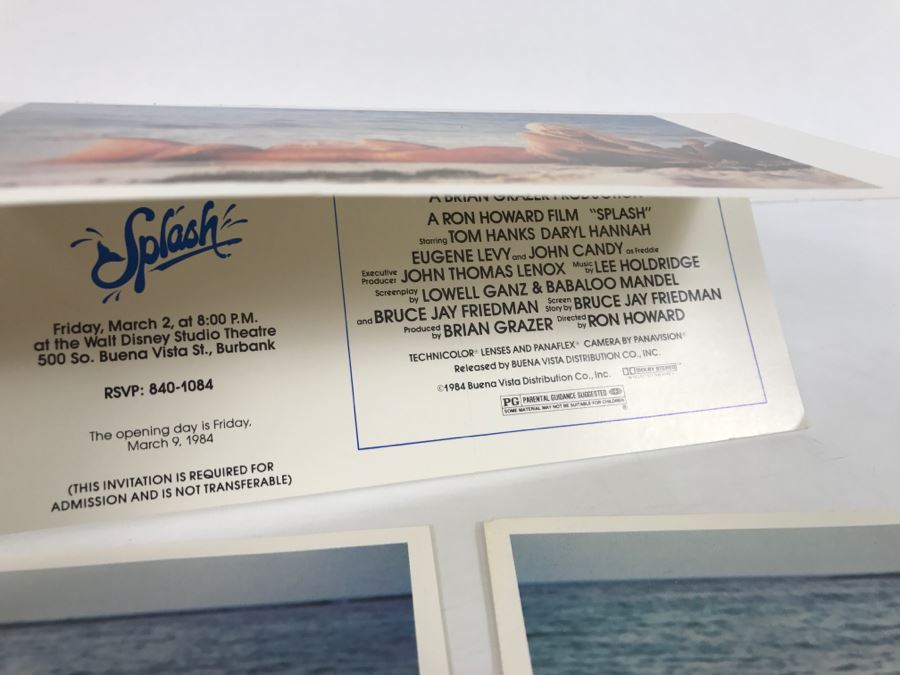 Splash
Friday, March 2, at 8:00 P.M.
at the Walt Disney Studio Theatre
500 So. Buena Vista St., Burbank
RSVP: 840-1084
The opening day is Friday,
March 9, 1984
(THIS INVITATION IS REQUIRED FOR
ADMISSION AND IS NOT TRANSFERABLE)
A BRIAN GRAZER PRODUCTION
A RON HOWARD FILM "SPLASH"
Starring TOM HANKS DARYL HANNAH
EUGENE LEVY and JOHN CANDY as Freddie
Executive Producer JOHN THOMAS LENOX Music by LEE HOLDRIDGE
Screenplay by LOWELL GANZ & BABALOO MANDEL
and BRUCE JAY FRIEDMAN Screen Story by BRUCE JAY FRIEDMAN
Produced by BRIAN GRAZER Directed by RON HOWARD
TECHNICOLOR® LENSES AND PANAFLEX® CAMERA BY PANAVISION®
Released by BUENA VISTA DISTRIBUTION CO., INC.
©1984 Buena Vista Distribution Co., Inc. DOLBY STEREO
PG PARENTAL GUIDANCE SUGGESTED
SOME MATERIAL MAY NOT BE SUITABLE FOR CHILDREN